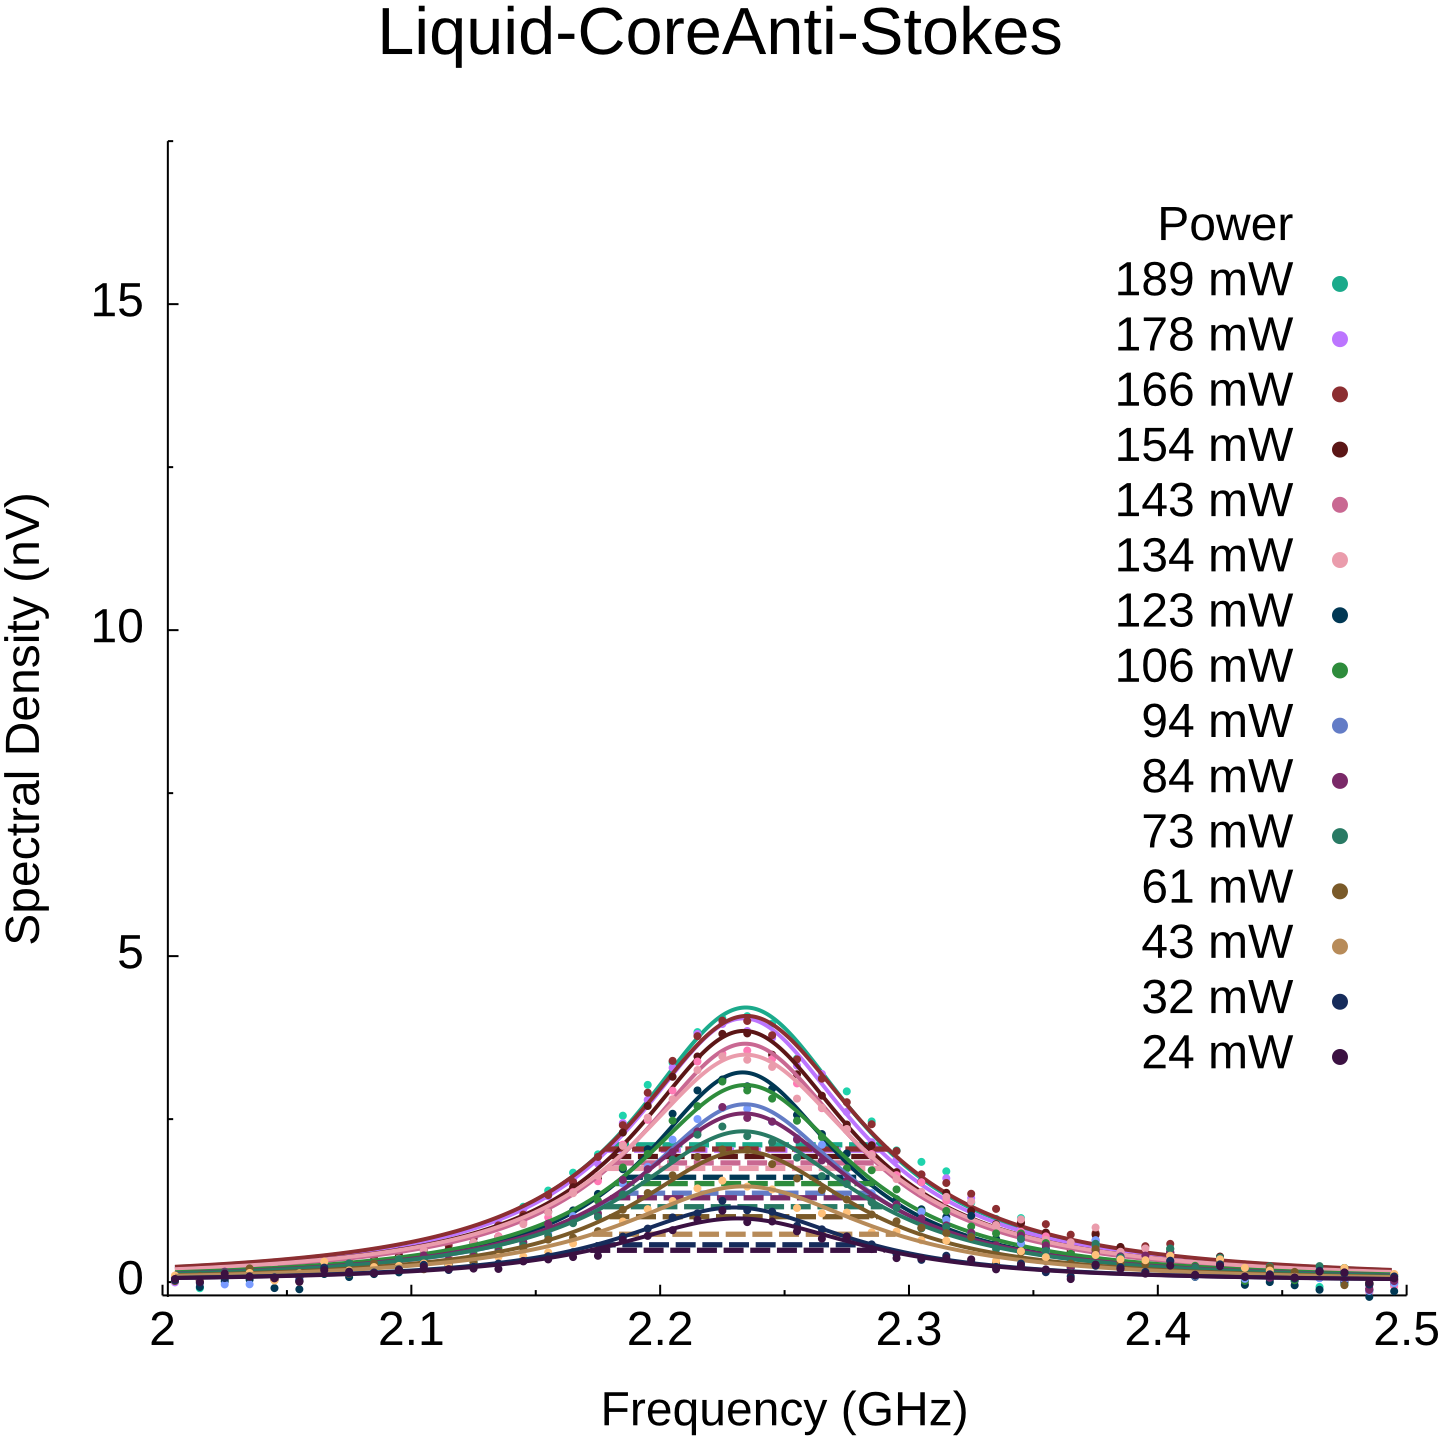 Liquid-CoreAnti-Stokes
Spectral Density (nV)
15
10
5
0
2
2.1
2.2
2.3
2.4
2.5
Frequency (GHz)
Power
189 mW
178 mW
166 mW
154 mW
143 mW
134 mW
123 mW
106 mW
94 mW
84 mW
73 mW
61 mW
43 mW
32 mW
24 mW